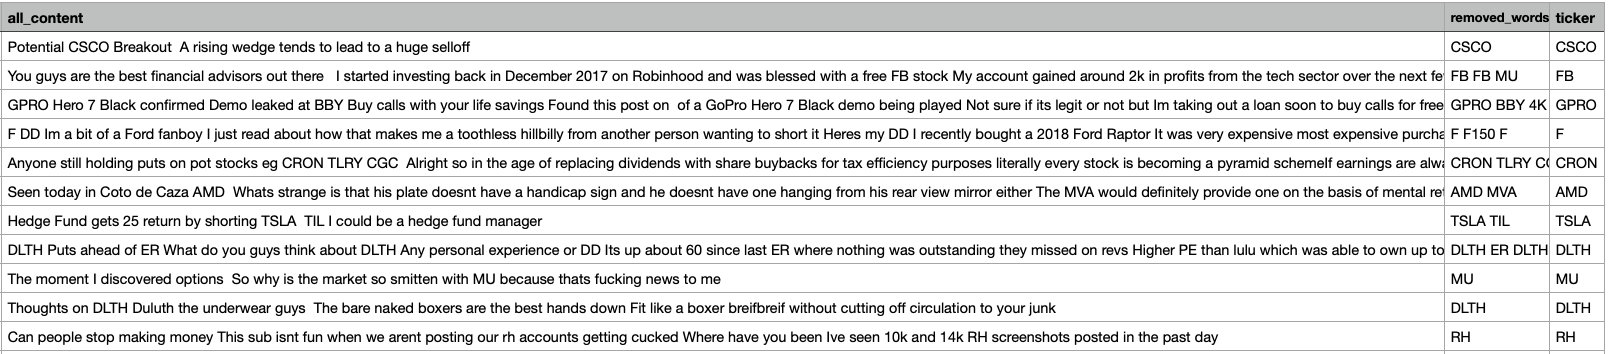 all_content removed_words ticker
Potential CSCO Breakout  A rising wedge tends to lead to a huge selloff CSCO CSCO
You guys are the best financial advisors out there   I started investing back in December 2017 on Robinhood and was blessed with a free FB stock My account gained around 2k in profits from the tech sector over the next fe FB FB MU FB
GPRO Hero 7 Black confirmed Demo leaked at BBY Buy calls with your life savings Found this post on  of a GoPro Hero 7 Black demo being played Not sure if its legit or not but Im taking out a loan soon to buy calls for free GPRO BBY 4K GPRO
F DD Im a bit of a Ford fanboy I just read about how that makes me a toothless hillbilly from another person wanting to short it Heres my DD I recently bought a 2018 Ford Raptor It was very expensive most expensive purcha F F150 F F
Anyone still holding puts on pot stocks eg CRON TLRY CGC  Alright so in the age of replacing dividends with share buybacks for tax efficiency purposes literally every stock is becoming a pyramid schemeIf earnings are alwa CRON TLRY CG CRON
Seen today in Coto de Caza AMD  Whats strange is that his plate doesnt have a handicap sign and he doesnt have one hanging from his rear view mirror either The MVA would definitely provide one on the basis of mental re AMD MVA AMD
Hedge Fund gets 25 return by shorting TSLA  TIL I could be a hedge fund manager TSLA TIL TSLA
DLTH Puts ahead of ER What do you guys think about DLTH Any personal experience or DD Its up about 60 since last ER where nothing was outstanding they missed on revs Higher PE than lulu which was able to own up to DLTH ER DLTH DLTH
The moment I discovered options  So why is the market so smitten with MU because thats fucking news to me MU MU
Thoughts on DLTH Duluth the underwear guys  The bare naked boxers are the best hands down Fit like a boxer breifbreif without cutting off circulation to your junk DLTH DLTH
Can people stop making money This sub isnt fun when we arent posting our rh accounts getting cucked Where have you been Ive seen 10k and 14k RH screenshots posted in the past day RH RH